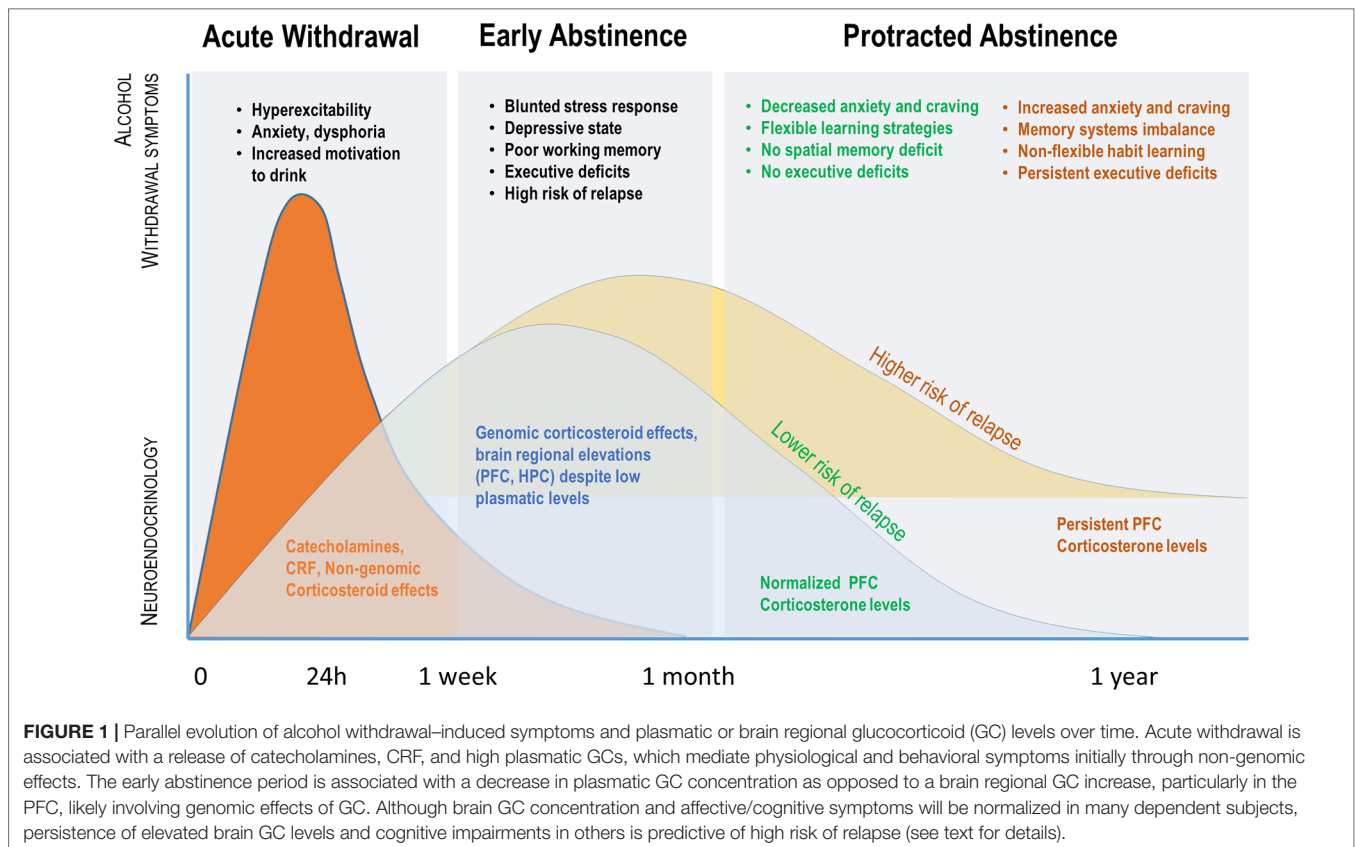 Acute Withdrawal
Early Abstinence
Protracted Abstinence
ALCOHOL
WITHDRAWAL SYMPTOMS
• Hyperexcitability
• Anxiety, dysphoria
• Increased motivation
to drink
• Blunted stress response
• Depressive state
• Poor working memory
• Executive deficits
• High risk of relapse
• Decreased anxiety and craving
• Flexible learning strategies
• No spatial memory deficit
• No executive deficits
• Increased anxiety and craving
• Memory systems imbalance
• Non-flexible habit learning
• Persistent executive deficits
Higher risk of relapse
Lower risk of relapse
NEUROENDOCRINOLOGY
Genomic corticosteroid effects,
brain regional elevations
(PFC, HPC) despite low
plasmatic levels
Catecholamines,
CRF, Non-genomic
Corticosteroid effects
Persistent PFC
Corticosterone levels
Normalized PFC
Corticosterone levels
0
24h
1 week
1 month
1 year
FIGURE 1 | Parallel evolution of alcohol withdrawal–induced symptoms and plasmatic or brain regional glucocorticoid (GC) levels over time. Acute withdrawal is
associated with a release of catecholamines, CRF, and high plasmatic GCs, which mediate physiological and behavioral symptoms initially through non-genomic
effects. The early abstinence period is associated with a decrease in plasmatic GC concentration as opposed to a brain regional GC increase, particularly in the
PFC, likely involving genomic effects of GC. Although brain GC concentration and affective/cognitive symptoms will be normalized in many dependent subjects,
persistence of elevated brain GC levels and cognitive impairments in others is predictive of high risk of relapse (see text for details).